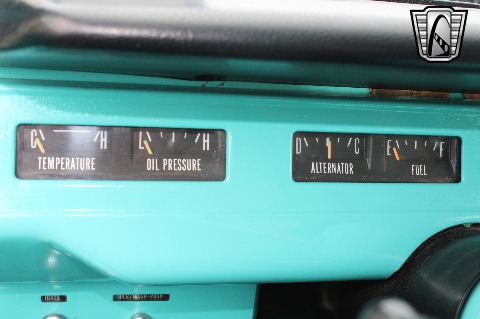 C H L H D C E F
TEMPERATURE OIL PRESSURE ALTERNATOR FUEL